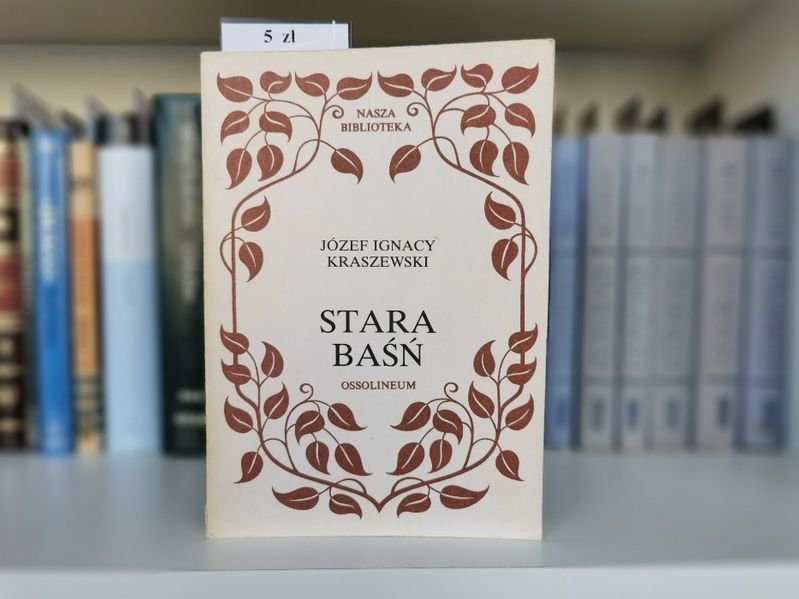 5 zł
NASZA
BIBLIOTEKA
JÓZEF IGNACY
KRASZEWSKI
STARA
BAŚŃ
OSSOLINEUM